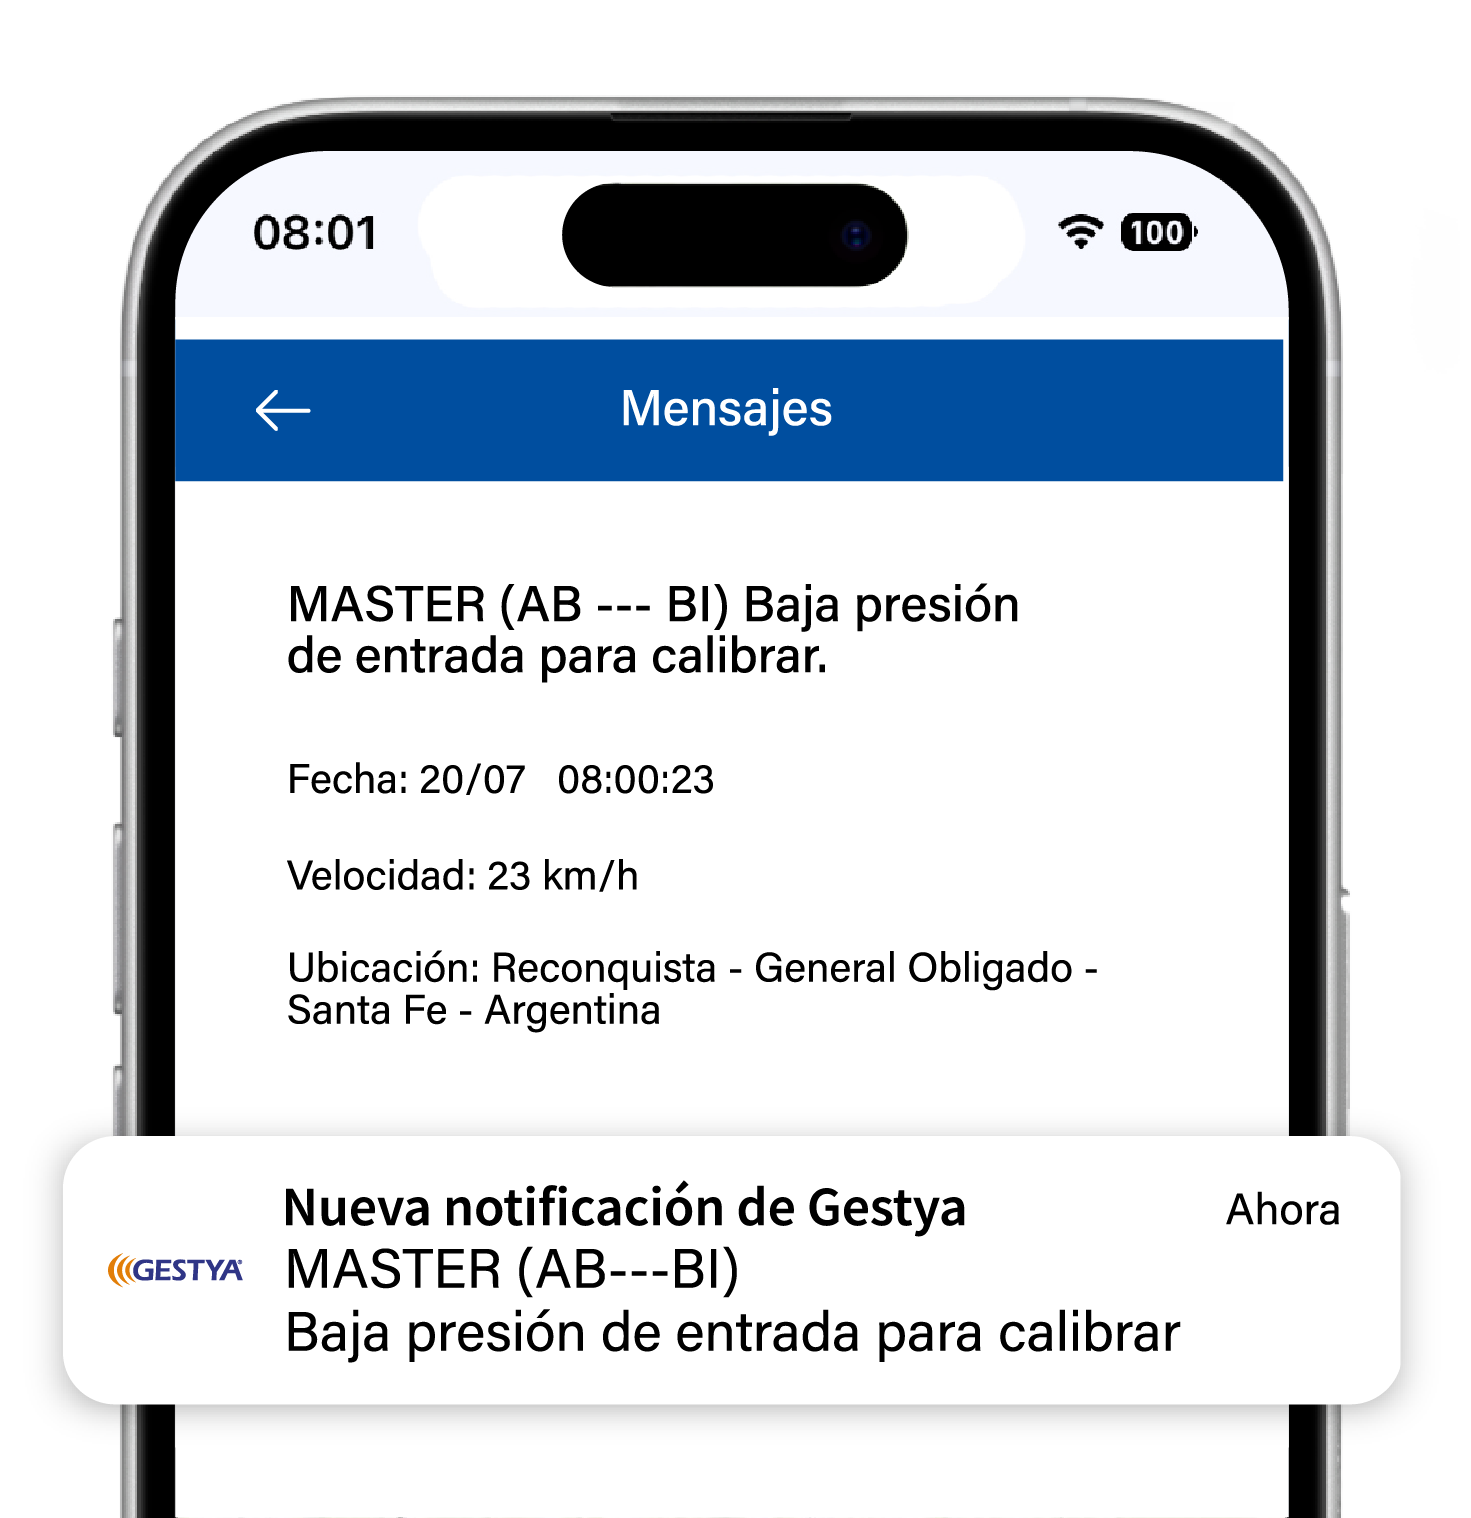 08:01
100
Mensajes
MASTER (AB --- BI) Baja presión
de entrada para calibrar.
Fecha: 20/07 08:00:23
Velocidad: 23 km/h
Ubicación: Reconquista - General Obligado -
Santa Fe - Argentina
Nueva notificación de Gestya
Ahora
GESTYA
MASTER (AB---BI)
Baja presión de entrada para calibrar